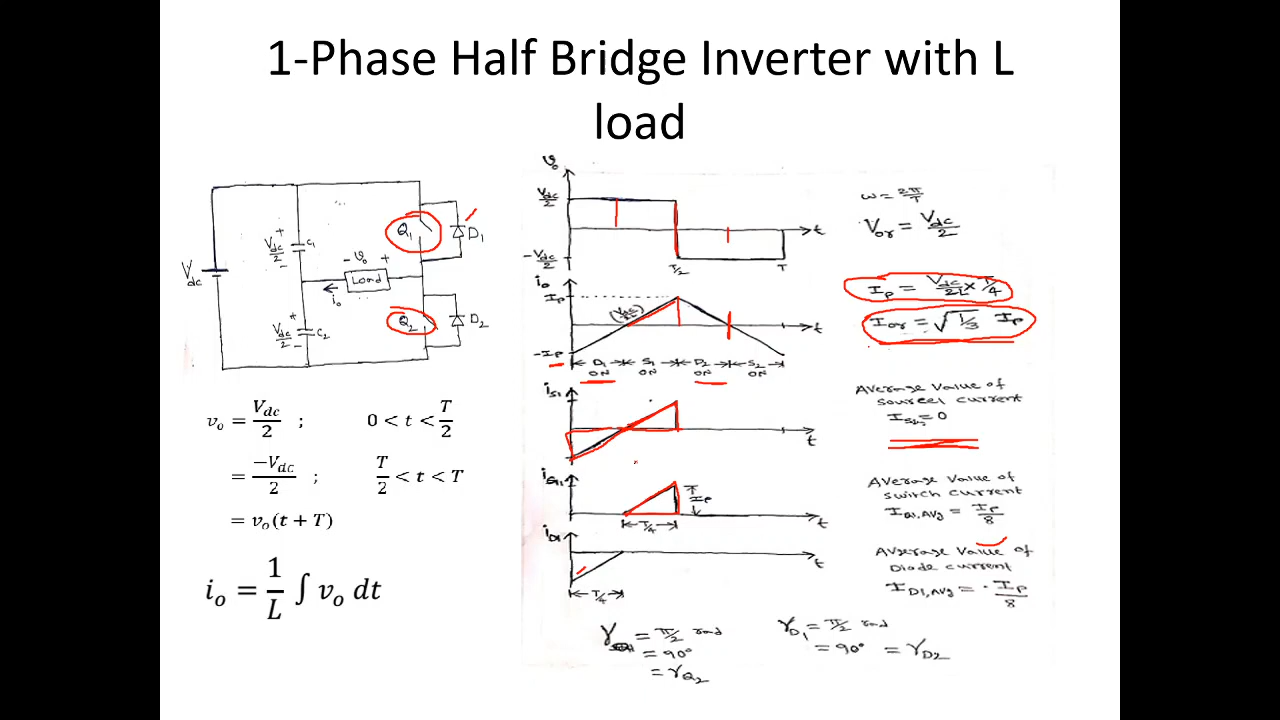 1-Phase Half Bridge Inverter with L
load
Vdc
Vdc/2
+
-
C1
Vdc/2
+
-
C2
- v0 +
Load
i0
Q1
D1
Q2
D2
v0 = Vdc/2 ; 0 < t < T/2
= -Vdc/2 ; T/2 < t < T
= v0(t + T)
i0 = 1/L ∫ v0 dt
v0
Vdc/2
-Vdc/2
T/2
T
t
i0
Ip
-Ip
(Vdc/2L)
D1 ON
S1 ON
D2 ON
S2 ON
t
iS1
t
iQ1
Ip
T/4
t
iD1
T/4
t
ω = 2π/T
Vor = Vdc/2
Ip = Vdc/2L × T/4
Ior = √1/3 Ip
Average value of
source current
= 0
Average value of
switch current
IQ1,Avg = Ip/8
Average value of
Diode current
ID1,Avg = - Ip/8
γ = π/2 rad
= 90°
= γQ2
γD1 = π/2 rad
= 90° = γD2